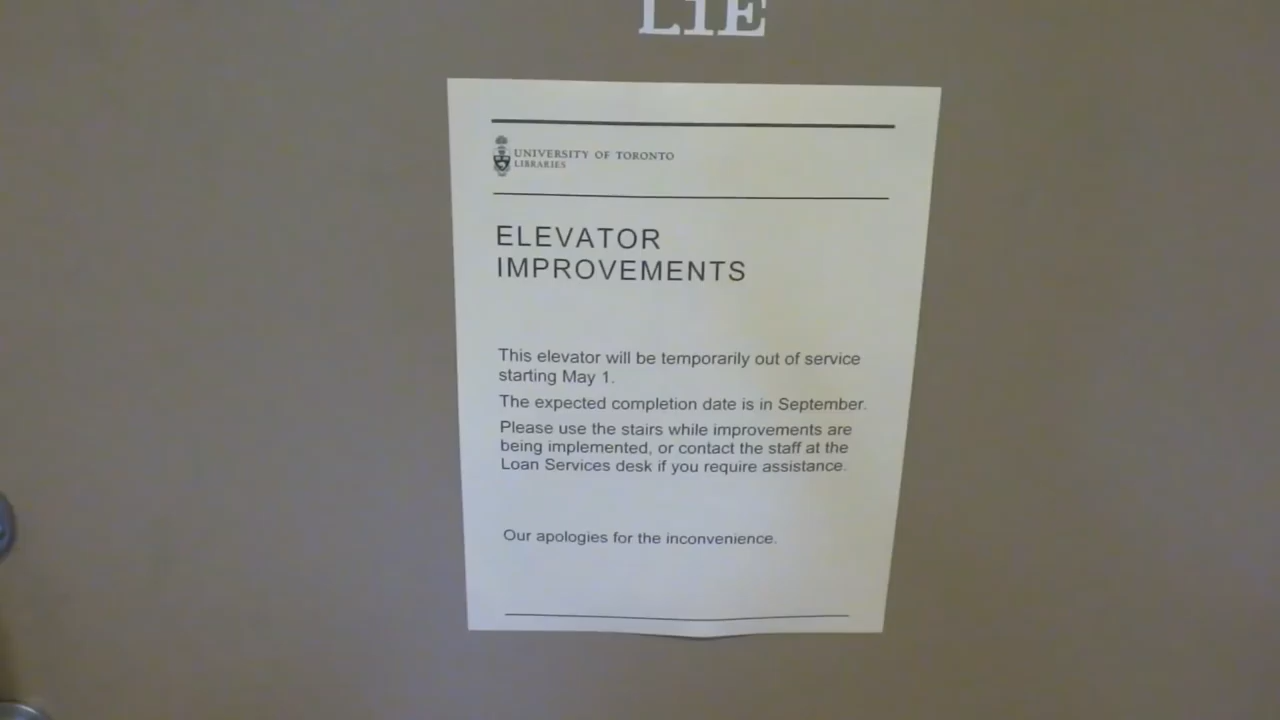 L1E
UNIVERSITY OF TORONTO
LIBRARIES
ELEVATOR
IMPROVEMENTS
This elevator will be temporarily out of service
starting May 1.
The expected completion date is in September.
Please use the stairs while improvements are
being implemented, or contact the staff at the
Loan Services desk if you require assistance.
Our apologies for the inconvenience.